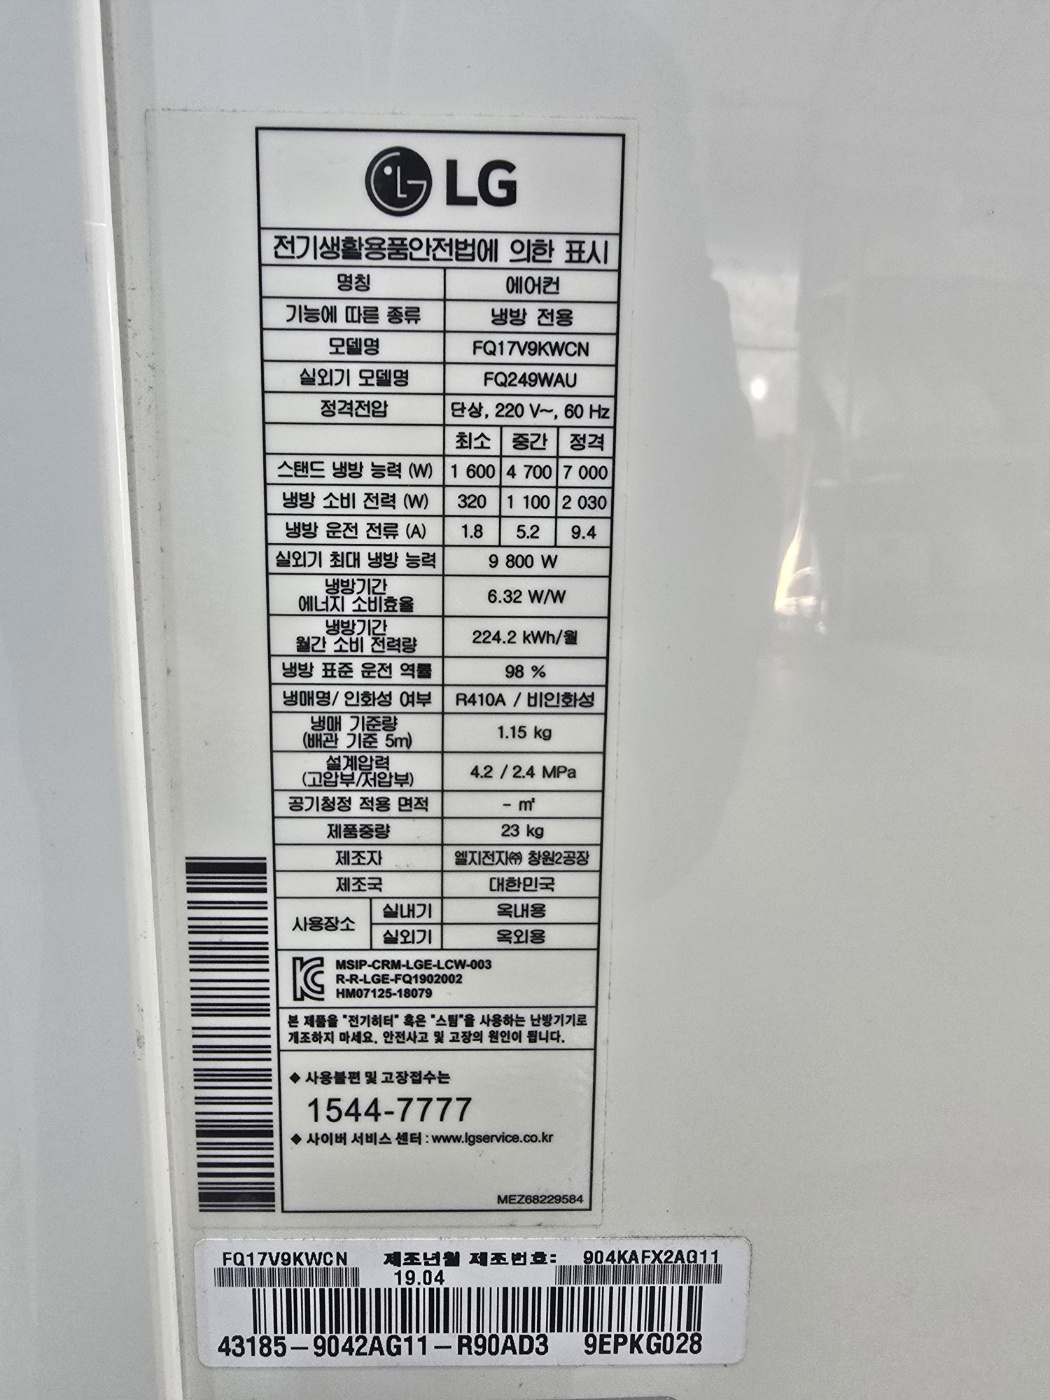 LG
전기생활용품안전법에 의한 표시
명칭 에어컨
기능에 따른 종류 냉방 전용
모델명 FQ17V9KWCN
실외기 모델명 FQ249WAU
정격전압 단상, 220 V~, 60 Hz
최소 중간 정격
스탠드 냉방 능력 (W) 1 600 4 700 7 000
냉방 소비 전력 (W) 320 1 100 2 030
냉방 운전 전류 (A) 1.8 5.2 9.4
실외기 최대 냉방 능력 9 800 W
냉방기간
에너지 소비효율 6.32 W/W
냉방기간
월간 소비 전력량 224.2 kWh/월
냉방 표준 운전 역률 98 %
냉매명/ 인화성 여부 R410A / 비인화성
냉매 기준량
(배관 기준 5m) 1.15 kg
설계압력
(고압부/저압부) 4.2 / 2.4 MPa
공기청정 적용 면적 - ㎡
제품중량 23 kg
제조자 엘지전자㈜ 창원2공장
제조국 대한민국
사용장소 실내기 옥내용
실외기 옥외용
MSIP-CRM-LGE-LCW-003
R-R-LGE-FQ1902002
HM07125-18079
본 제품을 "전기히터" 혹은 "스팀"을 사용하는 난방기기로
개조하지 마세요. 안전사고 및 고장의 원인이 됩니다.
◆ 사용불편 및 고장접수는
1544-7777
◆ 사이버 서비스 센터 : www.lgservice.co.kr
MEZ68229584
FQ17V9KWCN 제조년월 제조번호: 904KAFX2AG11
19.04
43185-9042AG11-R90AD3 9EPKG028